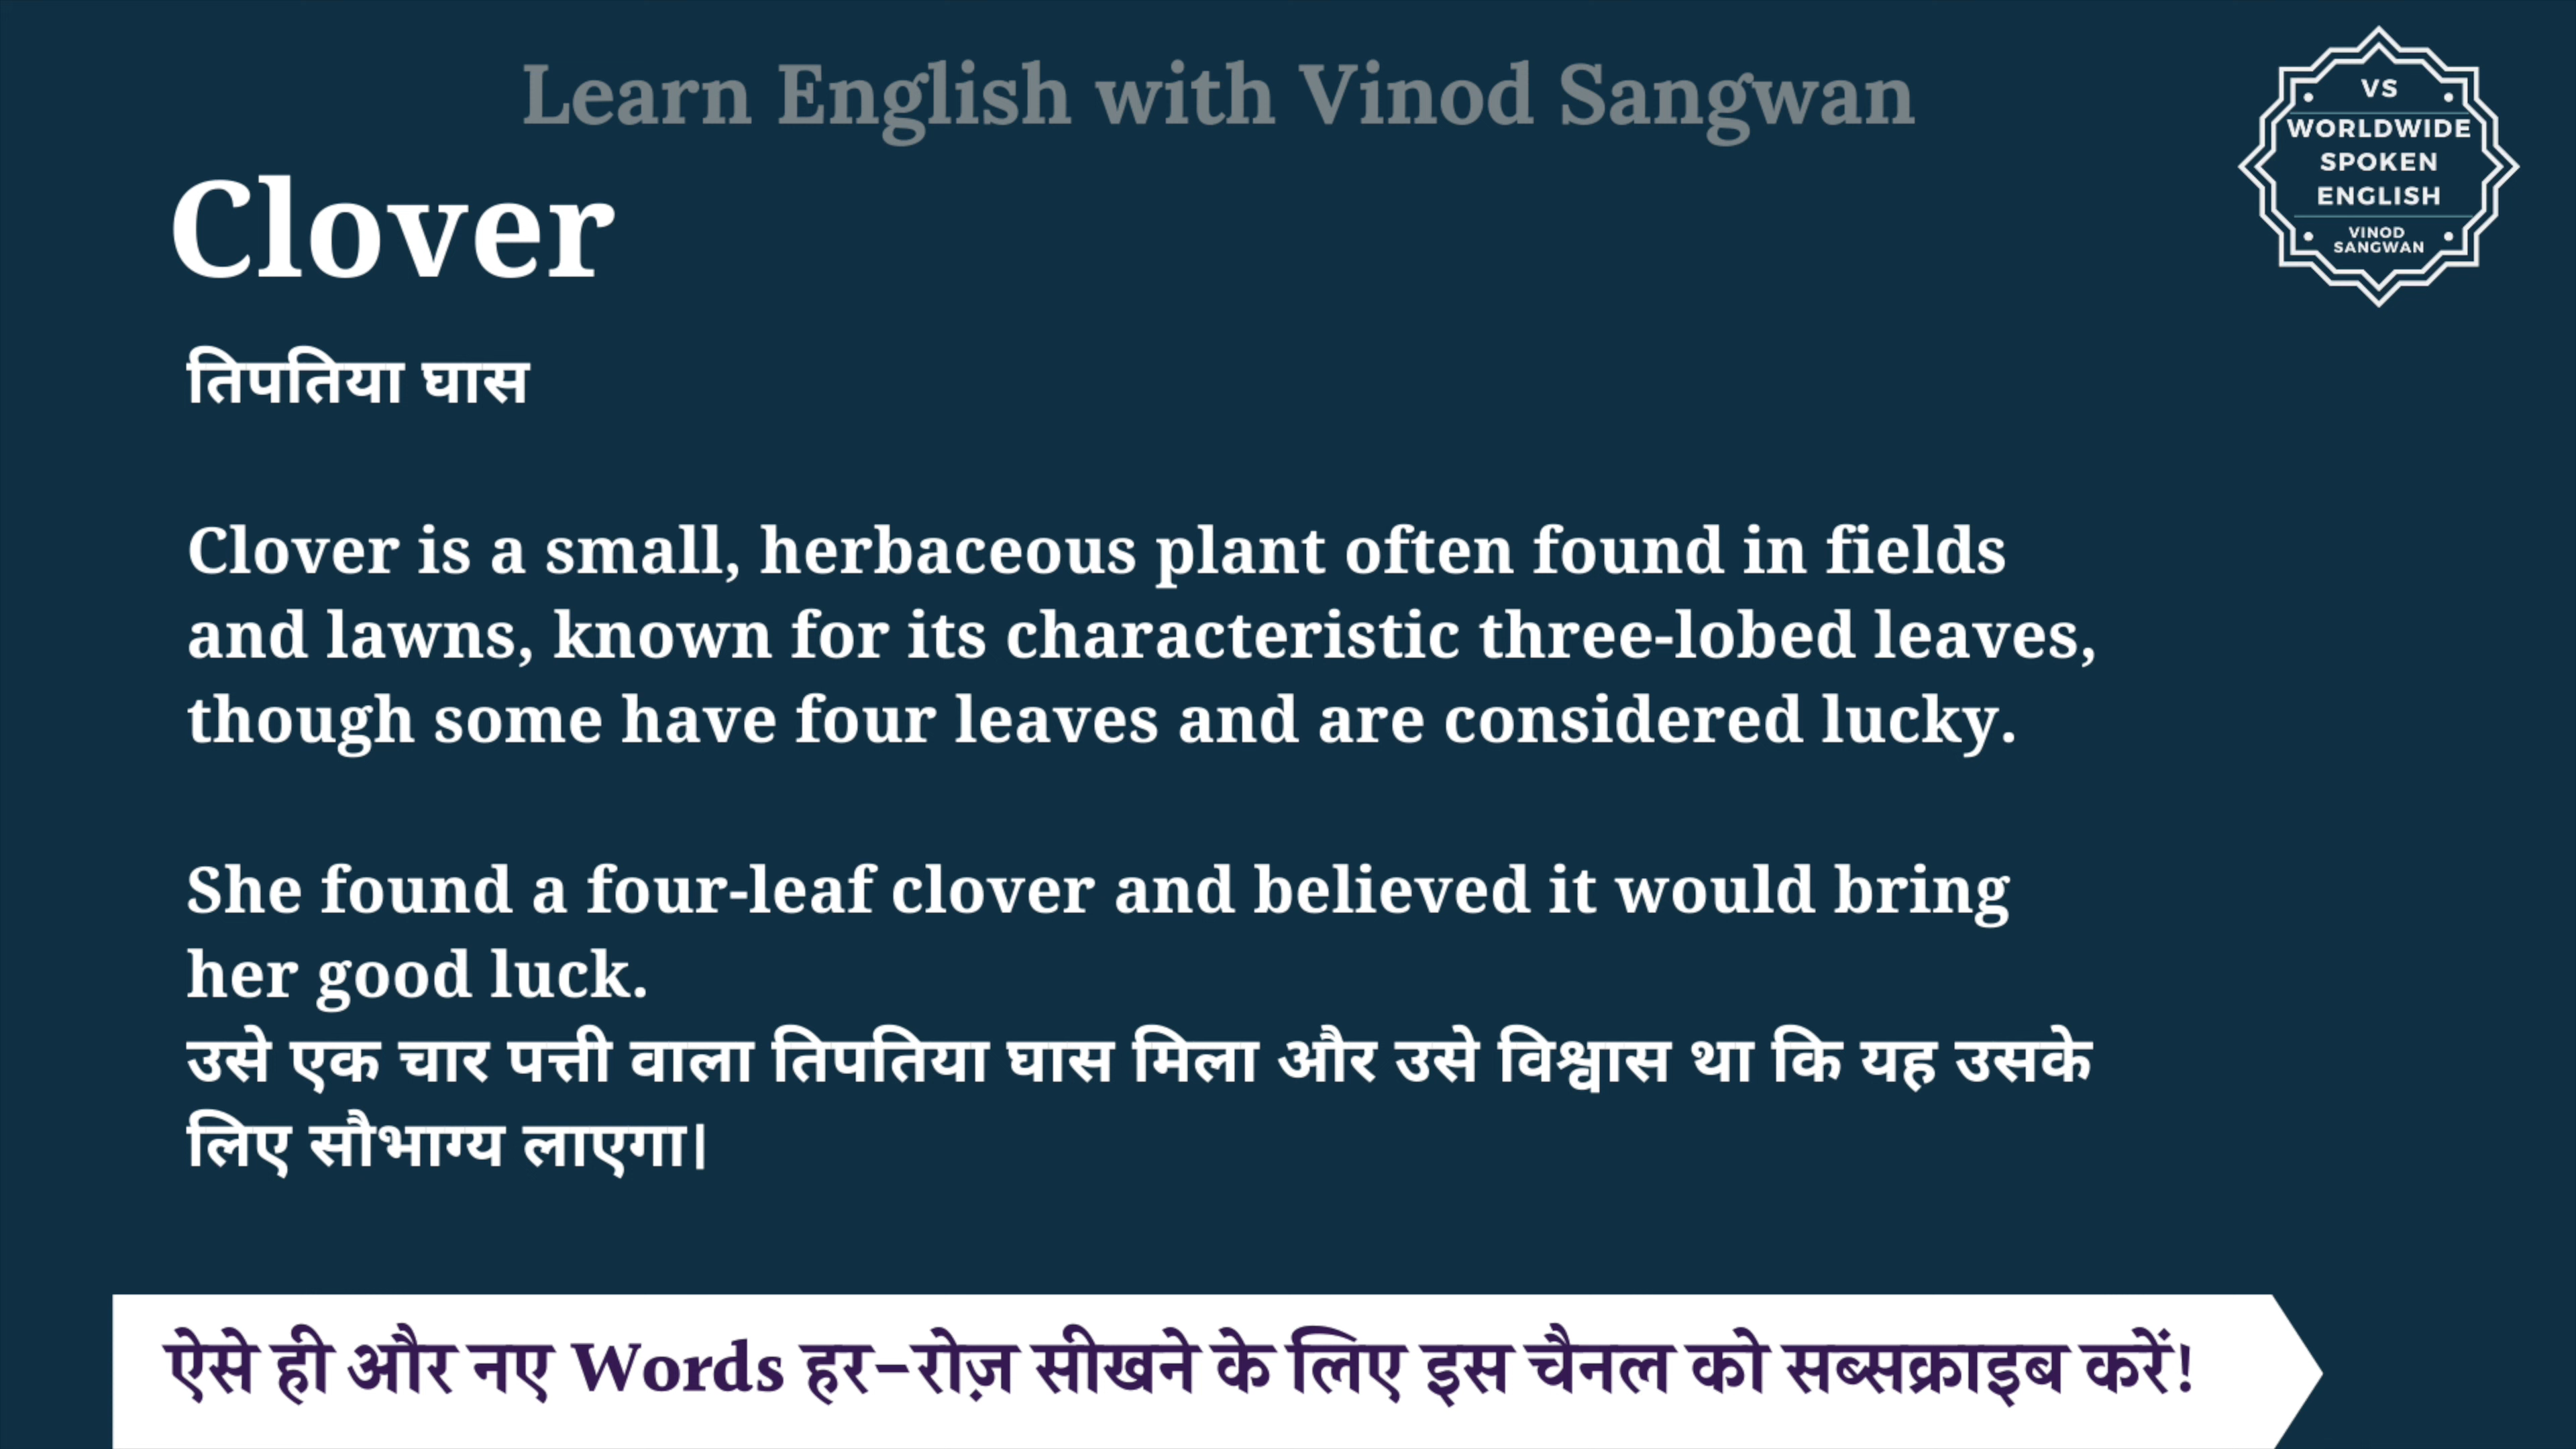 Learn English with Vinod Sangwan
VS
WORLDWIDE
SPOKEN
ENGLISH
VINOD
SANGWAN
Clover
तिपतिया घास
Clover is a small, herbaceous plant often found in fields
and lawns, known for its characteristic three-lobed leaves,
though some have four leaves and are considered lucky.
She found a four-leaf clover and believed it would bring
her good luck.
उसे एक चार पत्ती वाला तिपतिया घास मिला और उसे विश्वास था कि यह उसके
लिए सौभाग्य लाएगा।
ऐसे ही और नए Words हर-रोज़ सीखने के लिए इस चैनल को सब्सक्राइब करें!